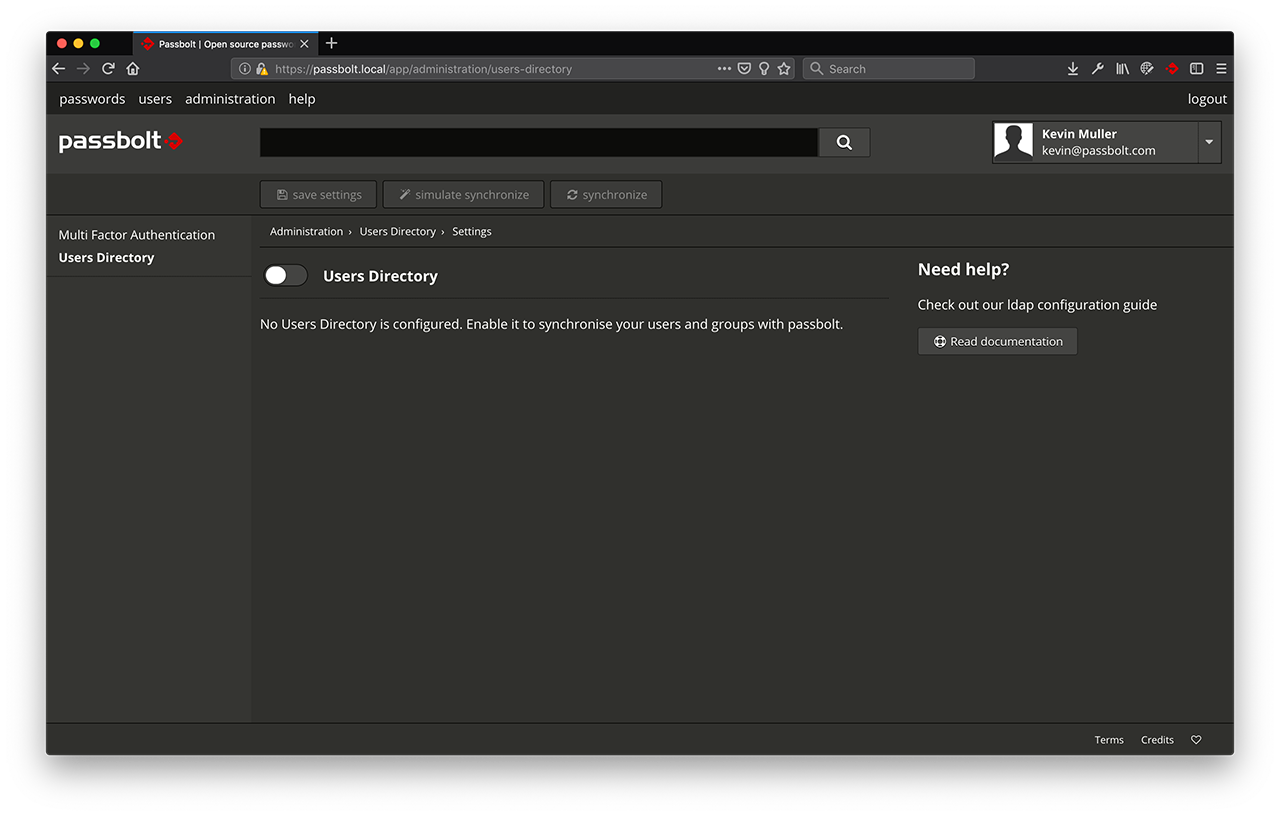 Passbolt | Open source passwo
https://passbolt.local/app/administration/users-directory
Search
passwords users administration help logout
passbolt
Kevin Muller
kevin@passbolt.com
save settings simulate synchronize synchronize
Multi Factor Authentication
Users Directory
Administration › Users Directory › Settings
Users Directory
No Users Directory is configured. Enable it to synchronise your users and groups with passbolt.
Need help?
Check out our ldap configuration guide
Read documentation
Terms Credits